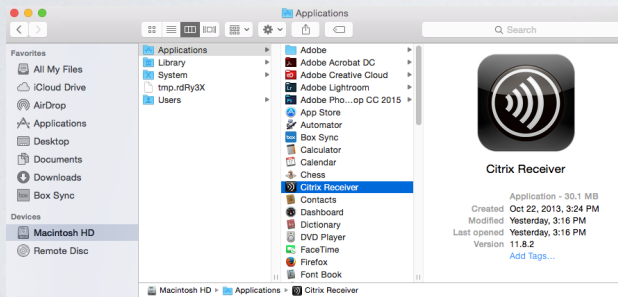 Applications
Search
Favorites
All My Files
iCloud Drive
AirDrop
Applications
Desktop
Documents
Downloads
box Box Sync
Devices
Macintosh HD
Remote Disc
Applications
Library
System
tmp.rdRy3X
Users
Adobe
Adobe Acrobat DC
Adobe Creative Cloud
Lr Adobe Lightroom
Ps Adobe Pho...op CC 2015
App Store
Automator
box Box Sync
Calculator
Calendar
Chess
Citrix Receiver
Contacts
Dashboard
Dictionary
DVD Player
FaceTime
Firefox
Font Book
Citrix Receiver
Application - 30.1 MB
Created Oct 22, 2013, 3:24 PM
Modified Yesterday, 3:16 PM
Last opened Yesterday, 3:16 PM
Version 11.8.2
Add Tags...
Macintosh HD ▸ Applications ▸ Citrix Receiver